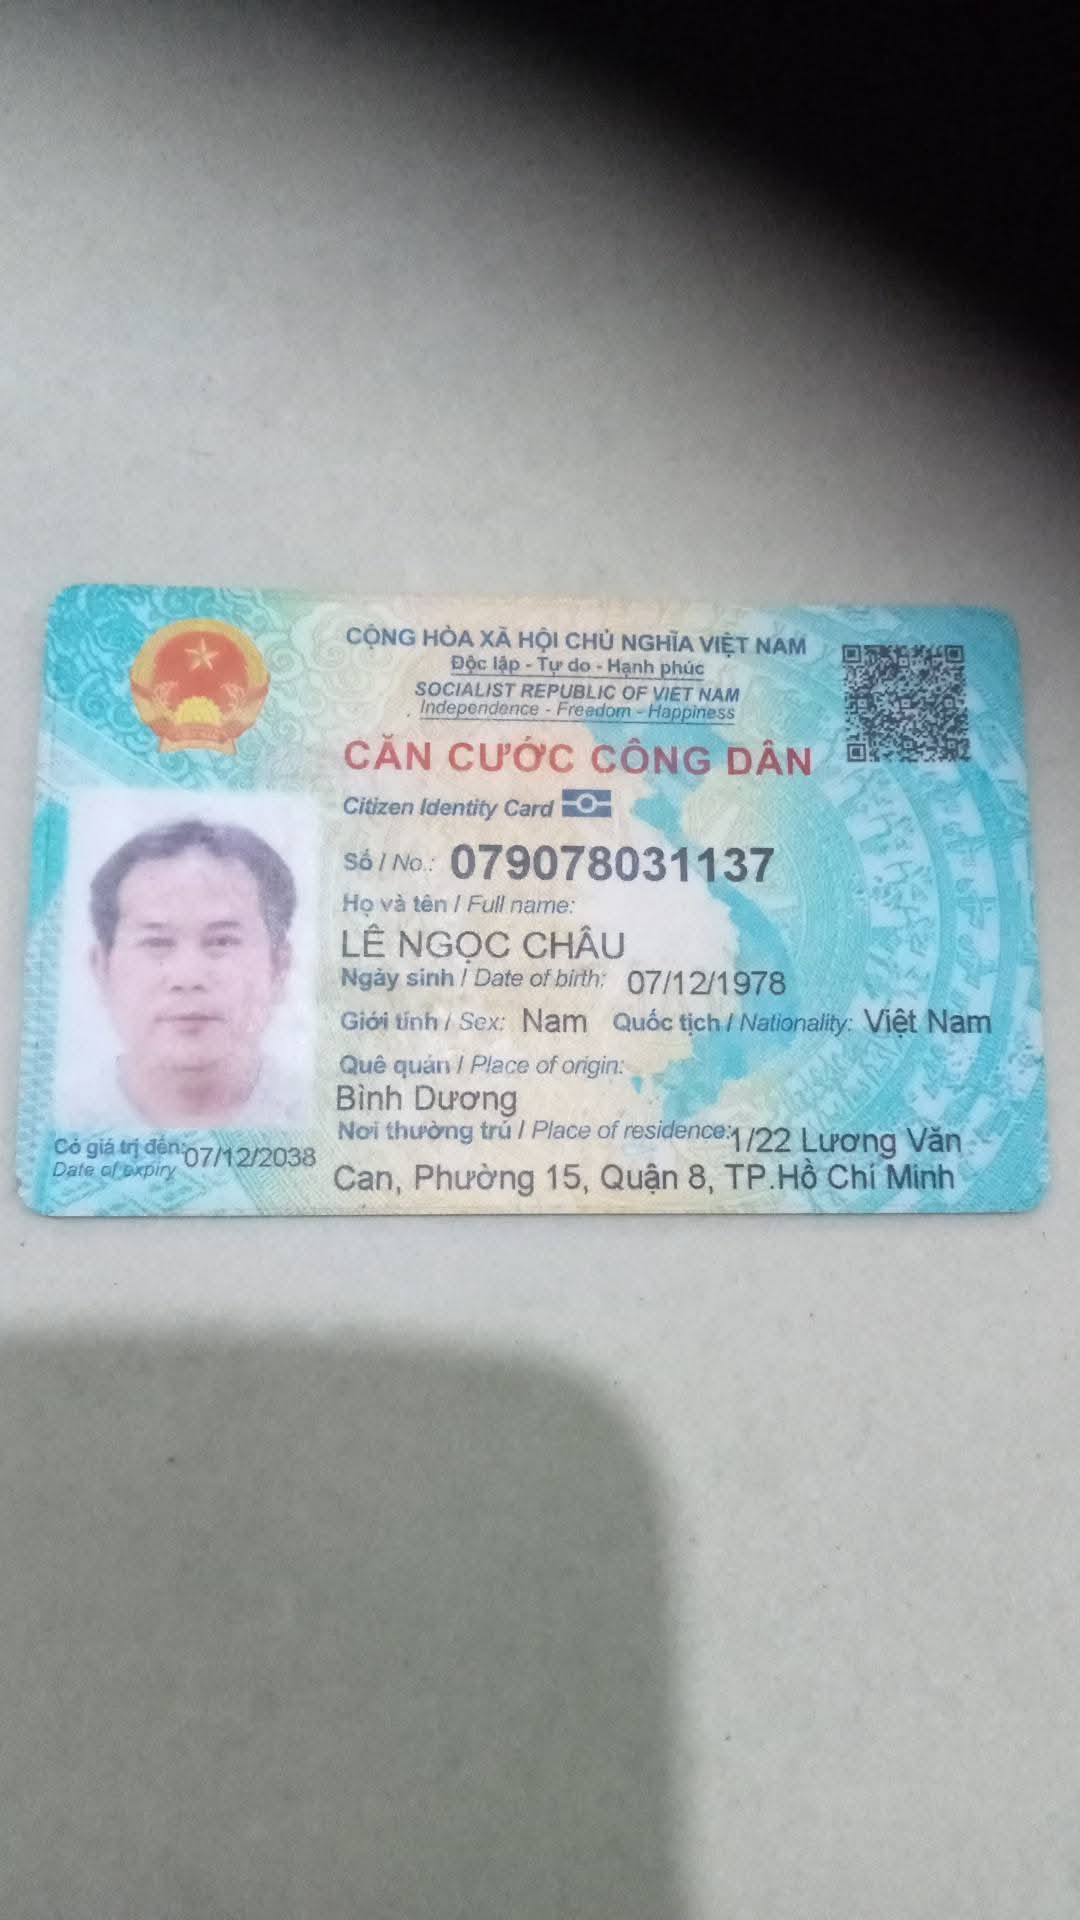 CỘNG HÒA XÃ HỘI CHỦ NGHĨA VIỆT NAM
Độc lập - Tự do - Hạnh phúc
SOCIALIST REPUBLIC OF VIET NAM
Independence - Freedom - Happiness
CĂN CƯỚC CÔNG DÂN
Citizen Identity Card
Số / No.: 079078031137
Họ và tên / Full name:
LÊ NGỌC CHÂU
Ngày sinh / Date of birth: 07/12/1978
Giới tính / Sex: Nam Quốc tịch / Nationality: Việt Nam
Quê quán / Place of origin:
Bình Dương
Nơi thường trú / Place of residence: 1/22 Lương Văn
Can, Phường 15, Quận 8, TP.Hồ Chí Minh
Có giá trị đến: 07/12/2038
Date of expiry